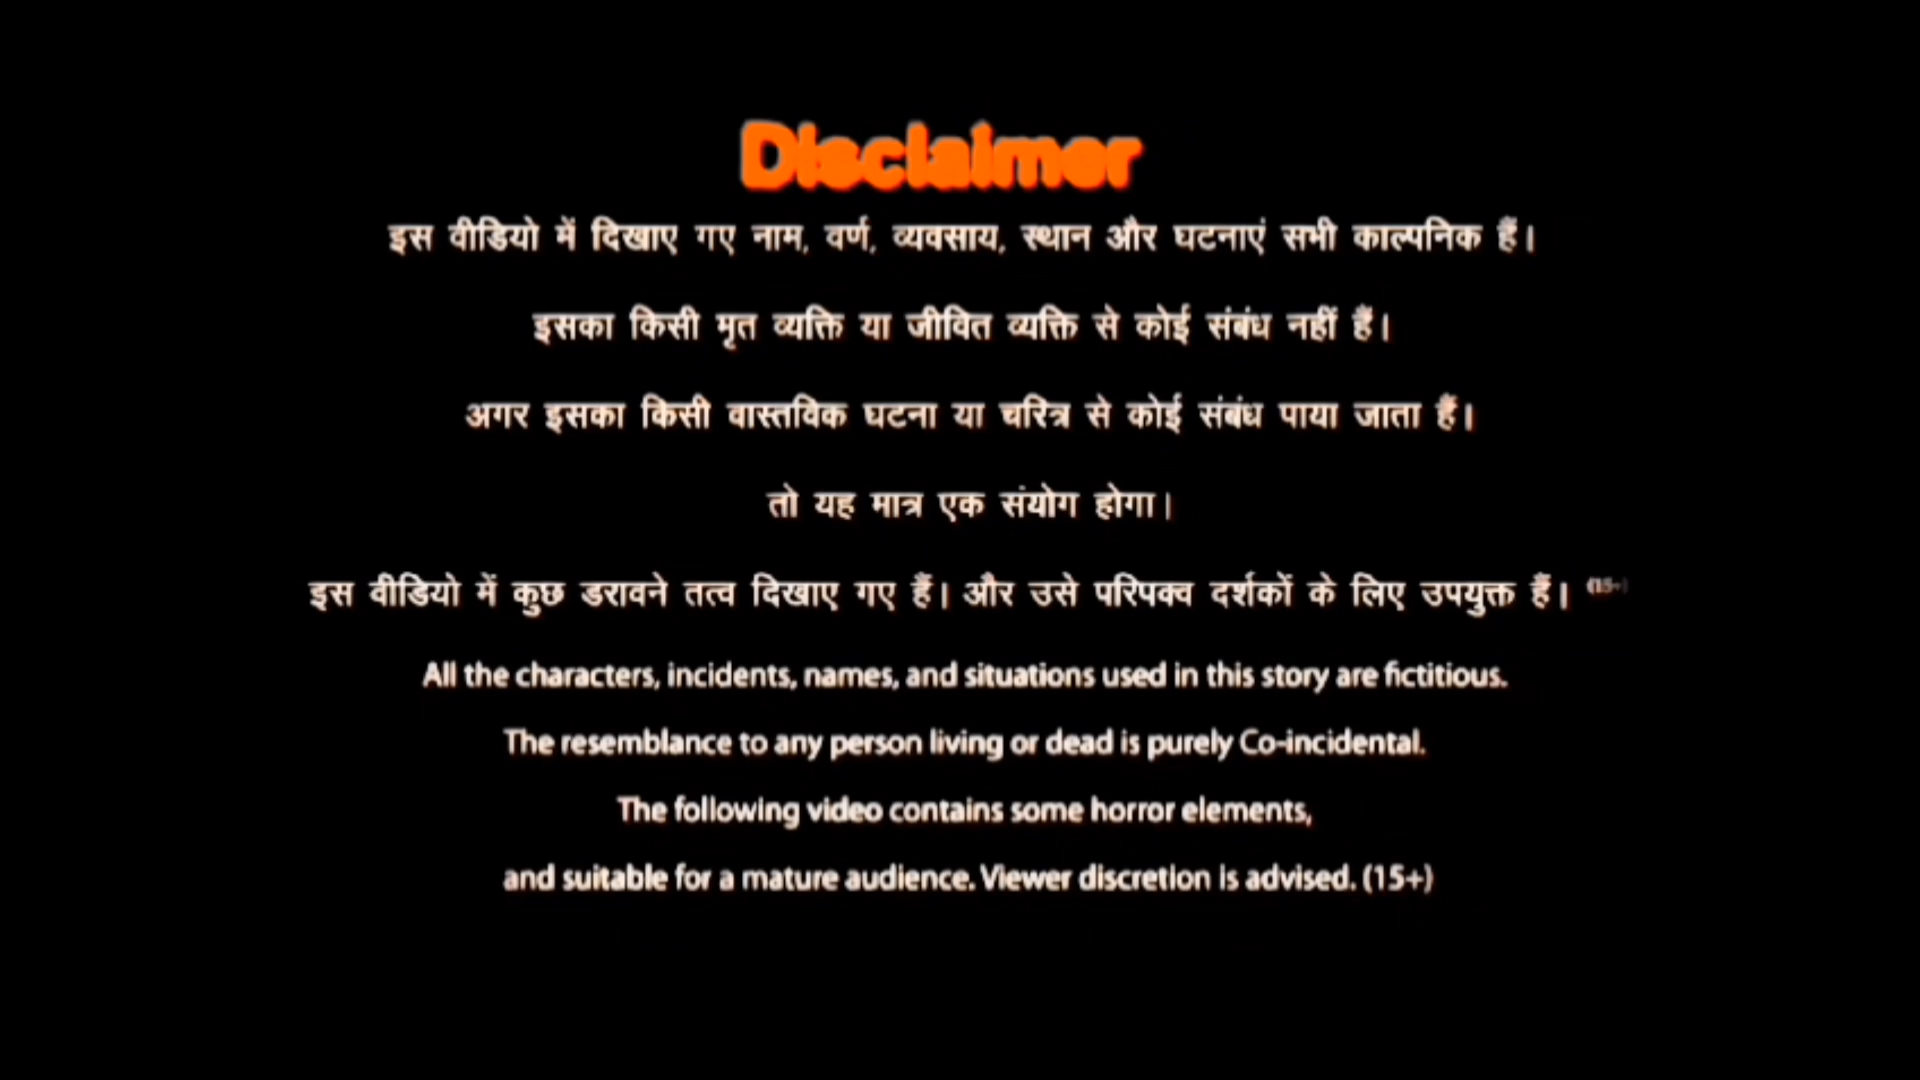 Disclaimer
इस वीडियो में दिखाए गए नाम, वर्ण, व्यवसाय, स्थान और घटनाएं सभी काल्पनिक हैं।
इसका किसी मृत व्यक्ति या जीवित व्यक्ति से कोई संबंध नहीं हैं।
अगर इसका किसी वास्तविक घटना या चरित्र से कोई संबंध पाया जाता हैं।
तो यह मात्र एक संयोग होगा।
इस वीडियो में कुछ डरावने तत्व दिखाए गए हैं। और उसे परिपक्व दर्शकों के लिए उपयुक्त हैं। (15+)
All the characters, incidents, names, and situations used in this story are fictitious.
The resemblance to any person living or dead is purely Co-incidental.
The following video contains some horror elements,
and suitable for a mature audience. Viewer discretion is advised. (15+)